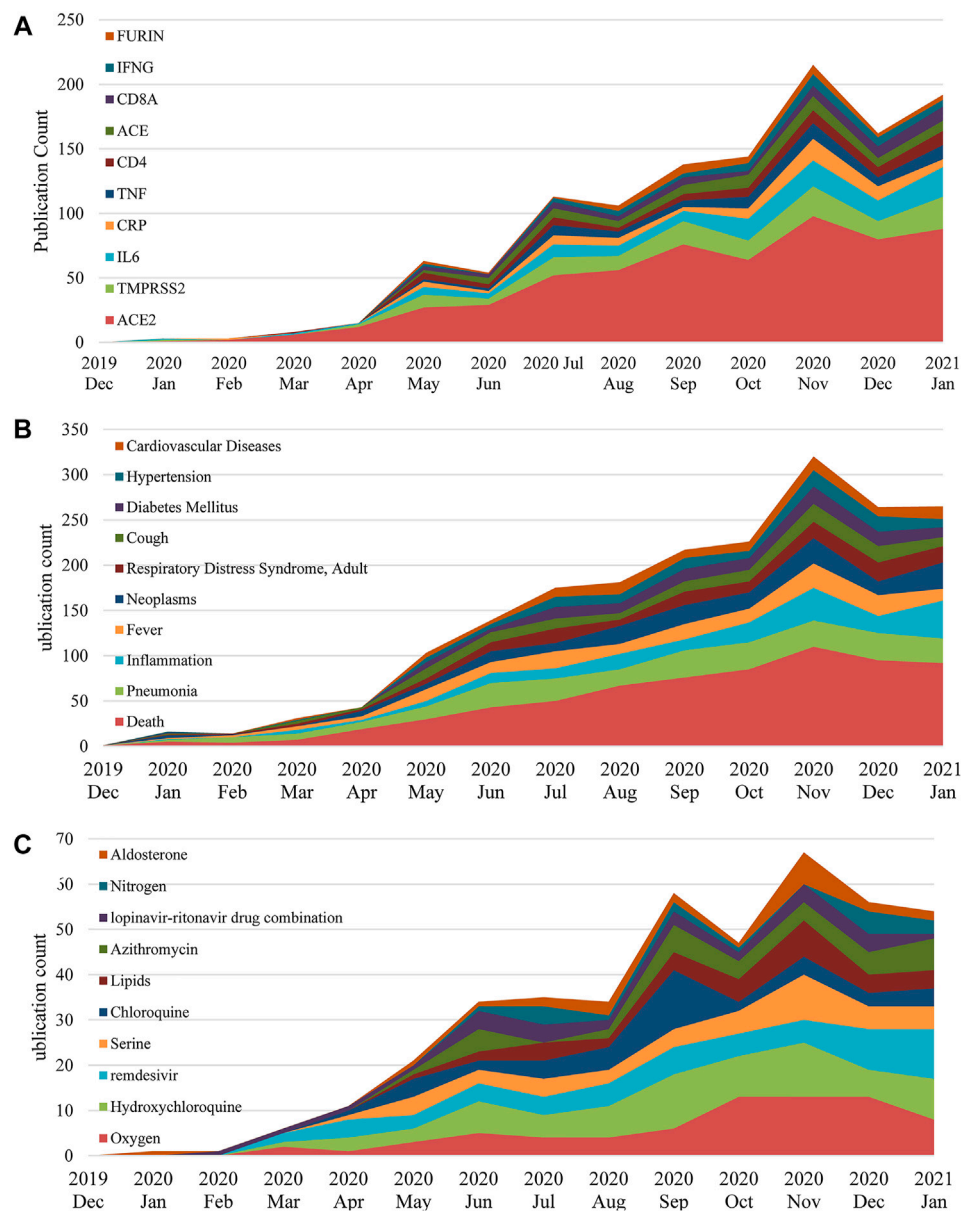 A
250
200
150
100
50
0
Publication Count
FURIN
IFNG
CD8A
ACE
CD4
TNF
CRP
IL6
TMPRSS2
ACE2
2019 2020 2020 2020 2020 2020 2020 2020 Jul 2020 2020 2020 2020 2020 2021
Dec Jan Feb Mar Apr May Jun Aug Sep Oct Nov Dec Jan
B
350
300
250
200
150
100
50
0
ublication count
Cardiovascular Diseases
Hypertension
Diabetes Mellitus
Cough
Respiratory Distress Syndrome, Adult
Neoplasms
Fever
Inflammation
Pneumonia
Death
2019 2020 2020 2020 2020 2020 2020 2020 2020 2020 2020 2020 2020 2021
Dec Jan Feb Mar Apr May Jun Jul Aug Sep Oct Nov Dec Jan
C
70
60
50
40
30
20
10
0
ublication count
Aldosterone
Nitrogen
lopinavir-ritonavir drug combination
Azithromycin
Lipids
Chloroquine
Serine
remdesivir
Hydroxychloroquine
Oxygen
2019 2020 2020 2020 2020 2020 2020 2020 2020 2020 2020 2020 2020 2021
Dec Jan Feb Mar Apr May Jun Jul Aug Sep Oct Nov Dec Jan